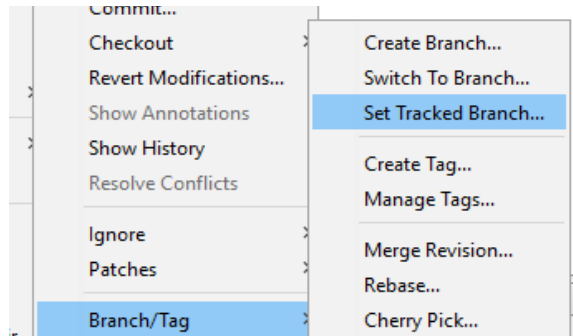 Commit...
Checkout
Revert Modifications...
Show Annotations
Show History
Resolve Conflicts
Ignore
Patches
Branch/Tag
Create Branch...
Switch To Branch...
Set Tracked Branch...
Create Tag...
Manage Tags...
Merge Revision...
Rebase...
Cherry Pick...